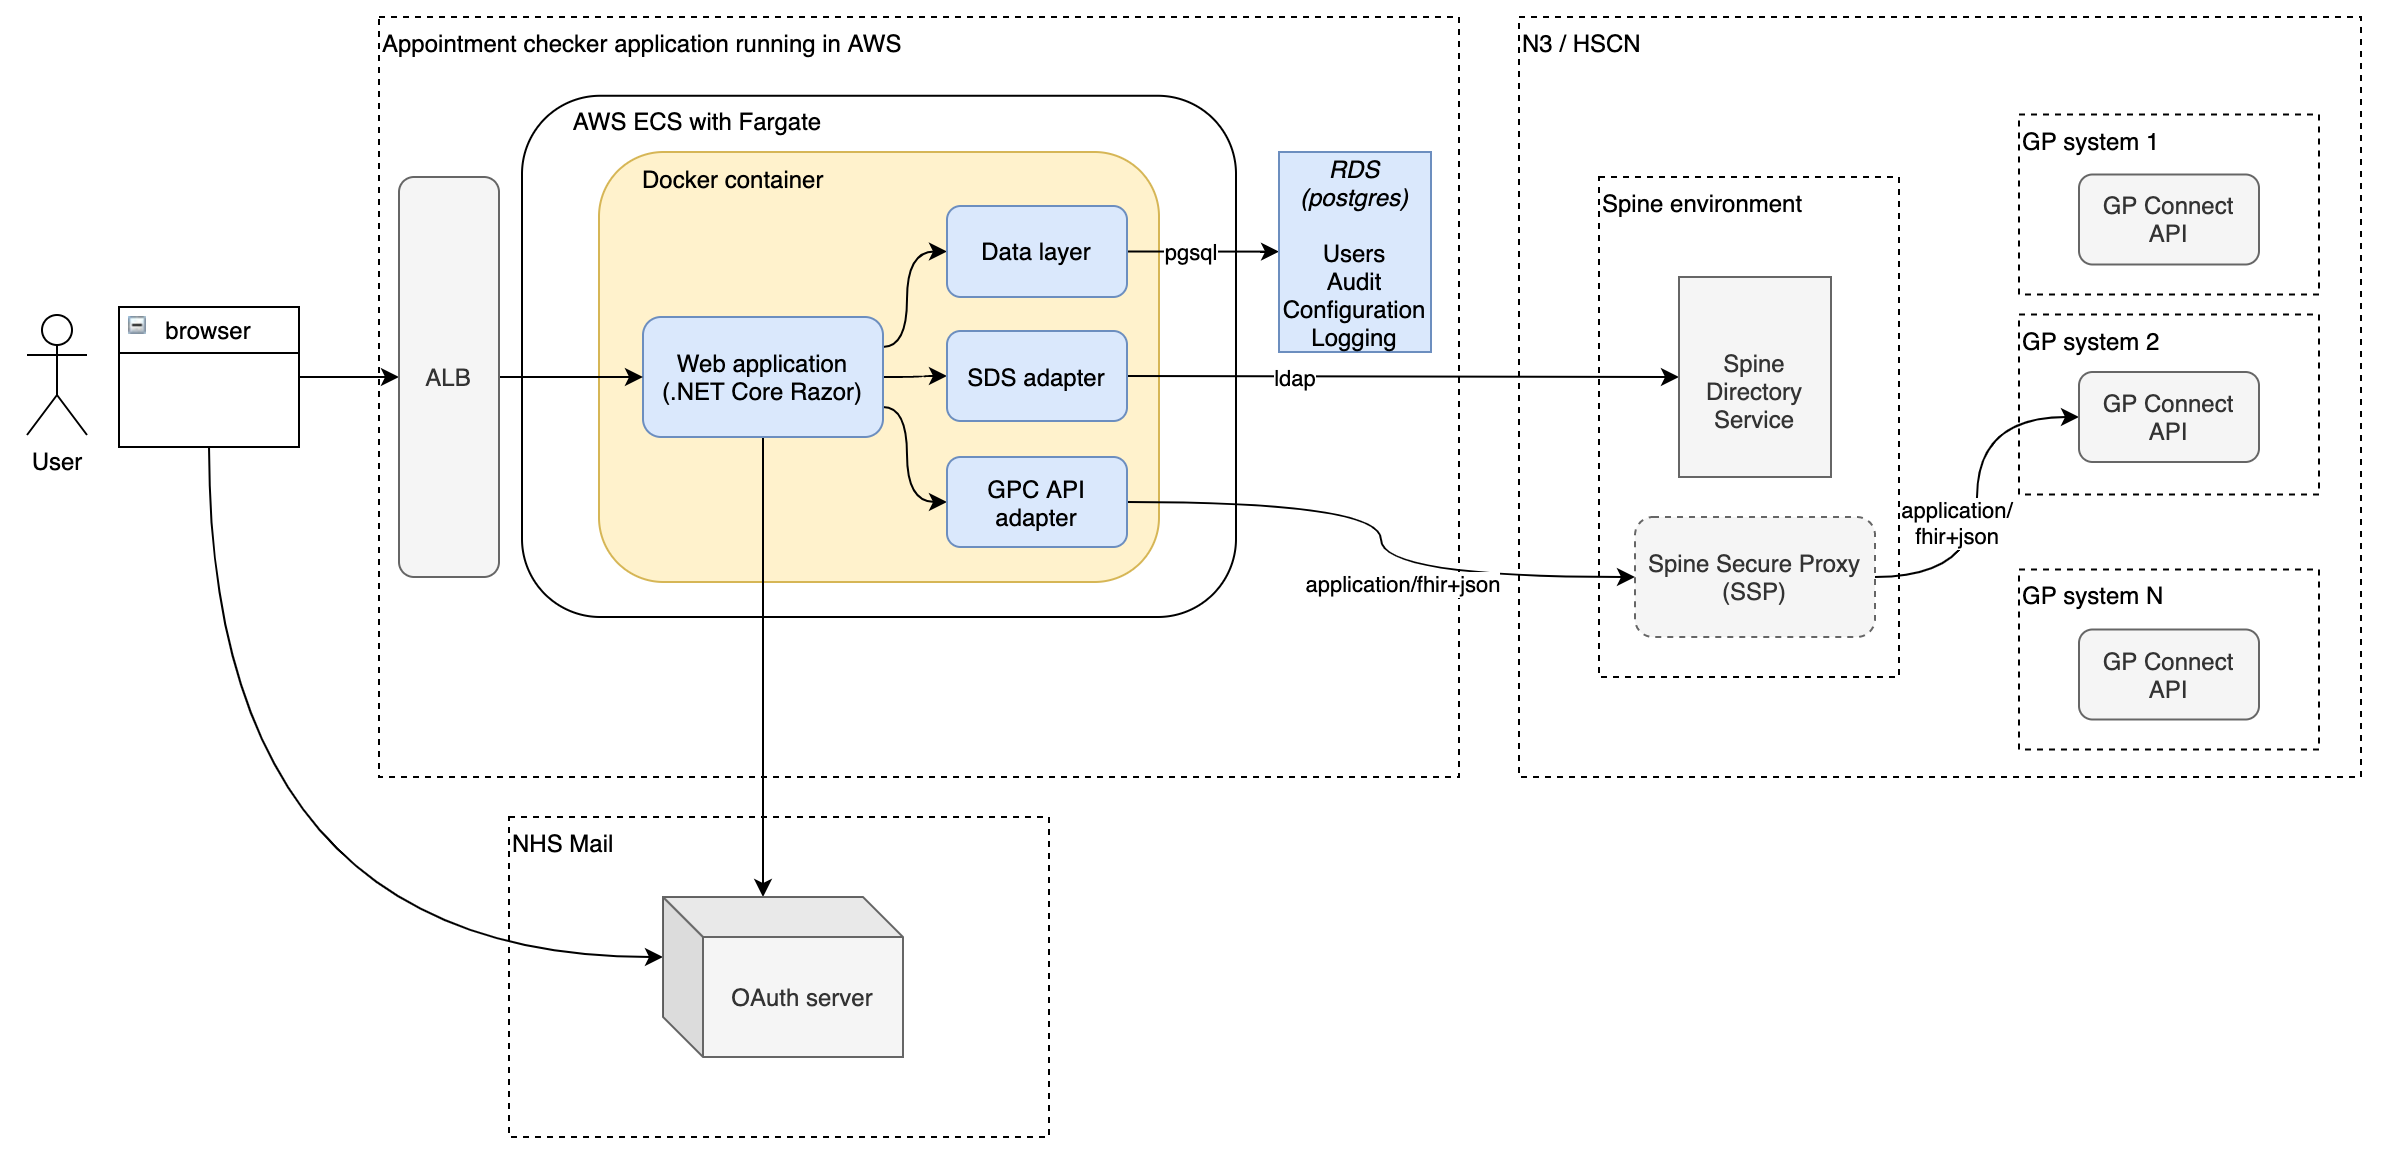 Appointment checker application running in AWS
AWS ECS with Fargate
Docker container
User
browser
ALB
Web application
(.NET Core Razor)
Data layer
SDS adapter
GPC API
adapter
pgsql
RDS
(postgres)
Users
Audit
Configuration
Logging
ldap
application/fhir+json
N3 / HSCN
Spine environment
Spine
Directory
Service
Spine Secure Proxy
(SSP)
application/
fhir+json
GP system 1
GP Connect
API
GP system 2
GP Connect
API
GP system N
GP Connect
API
NHS Mail
OAuth server